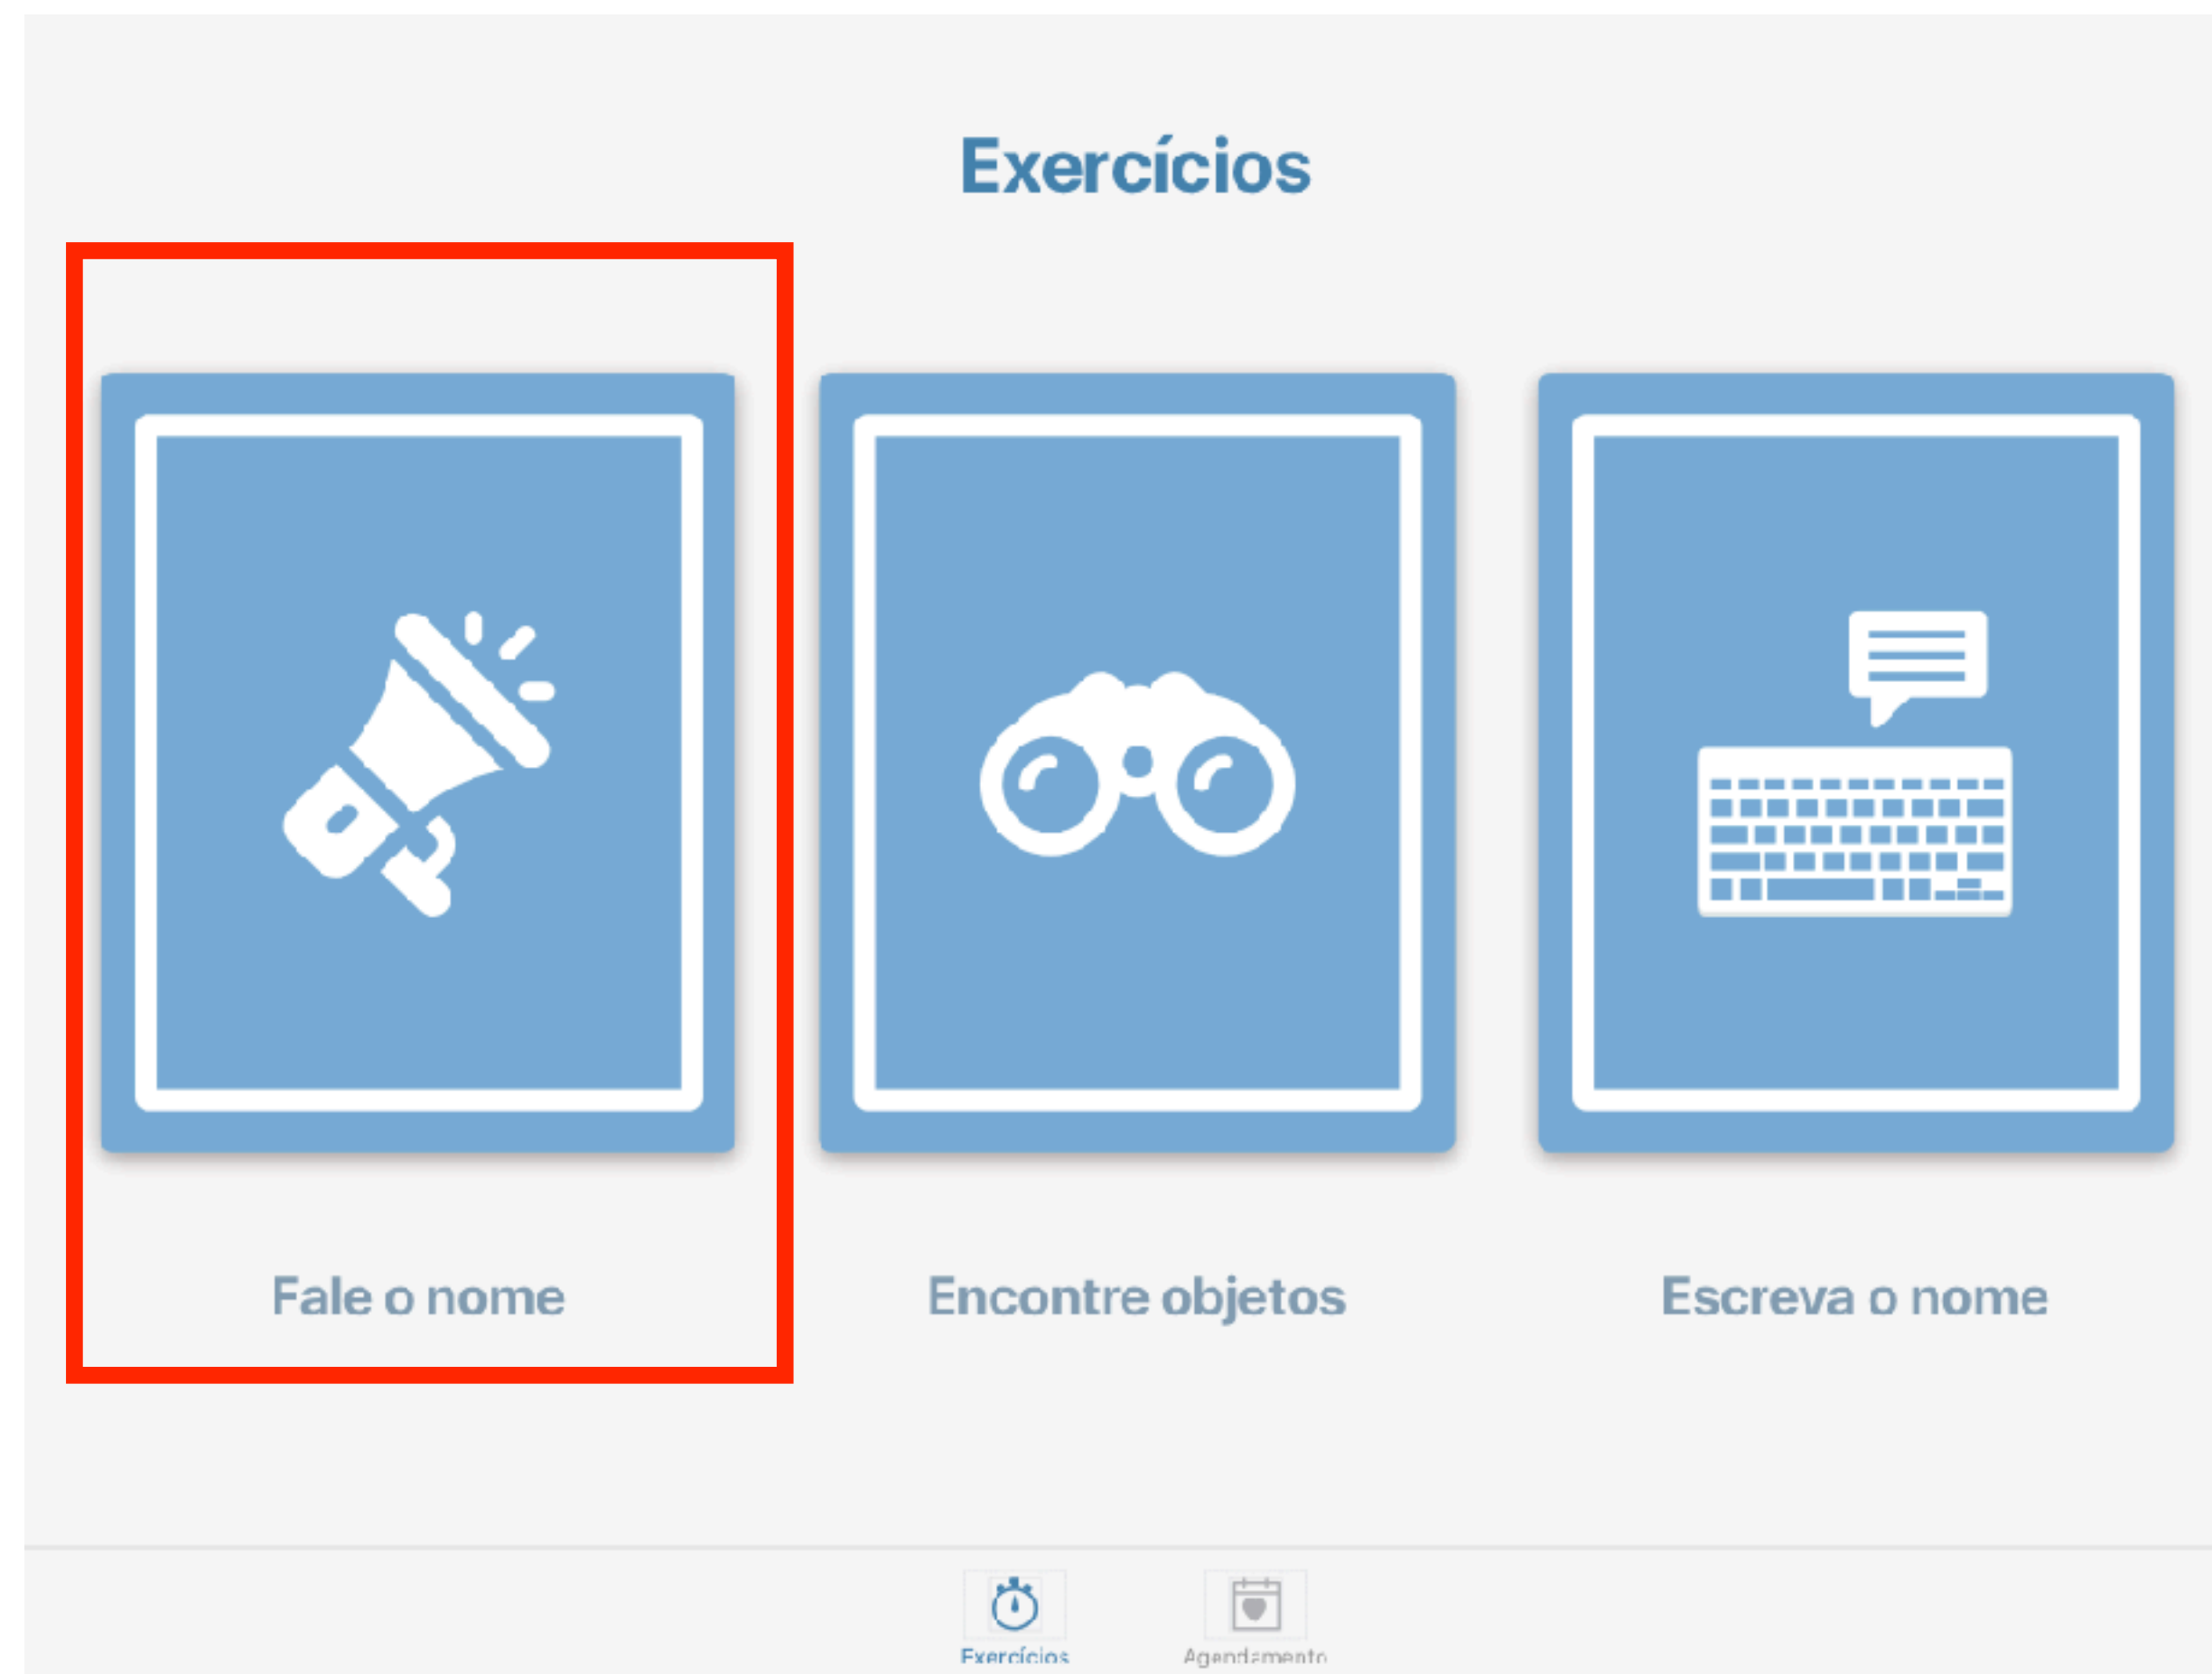 Exercícios
Fale o nome
Encontre objetos
Escreva o nome
Exercícios
Agendamento